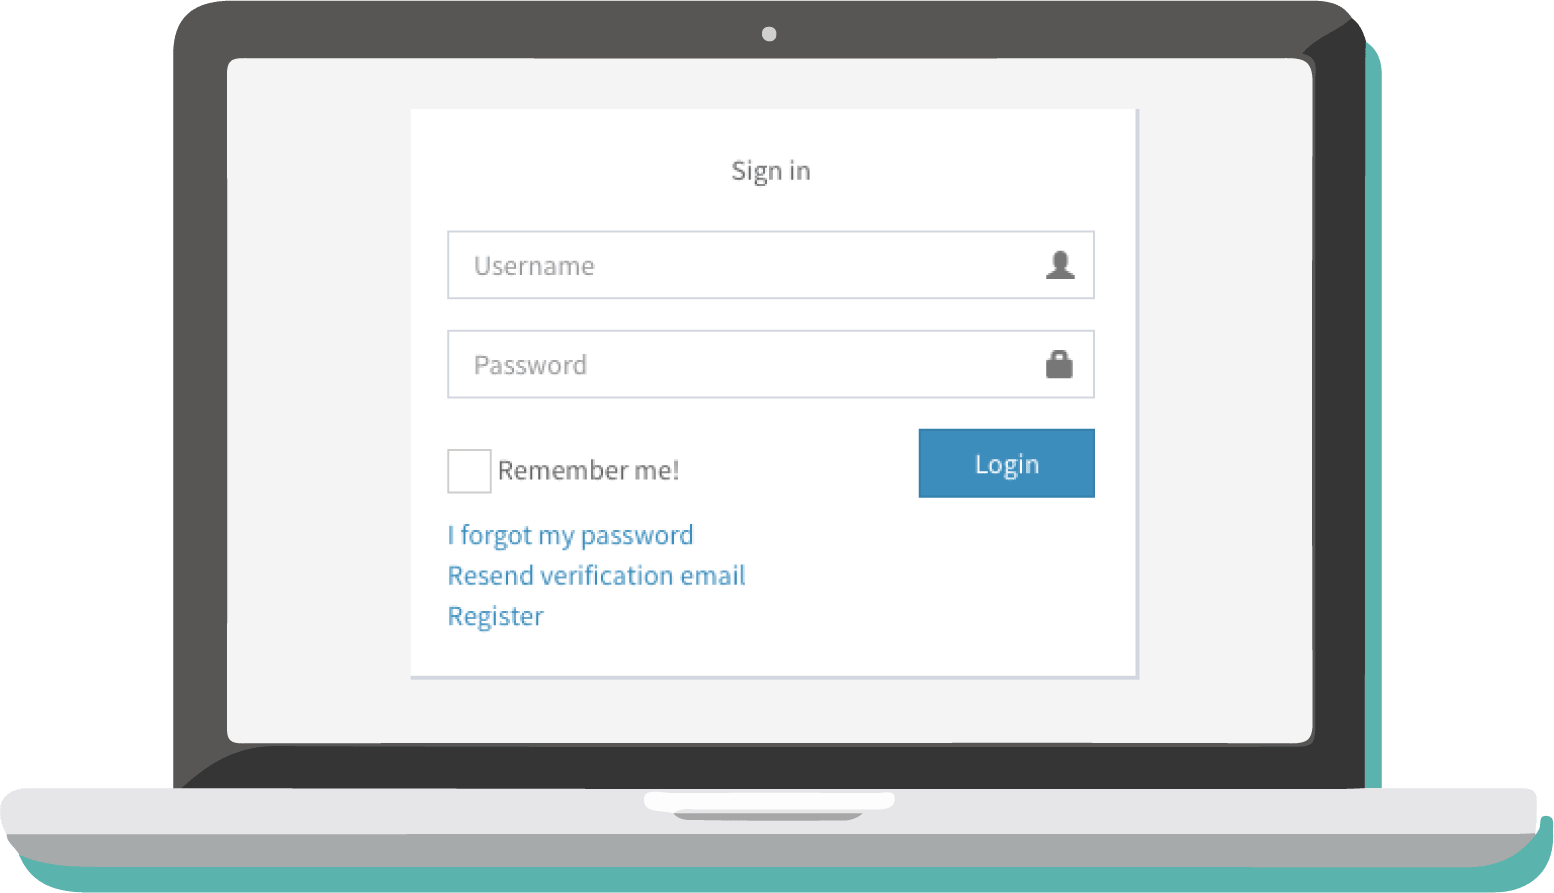 Sign in
Username
Password
Remember me!
Login
I forgot my password
Resend verification email
Register